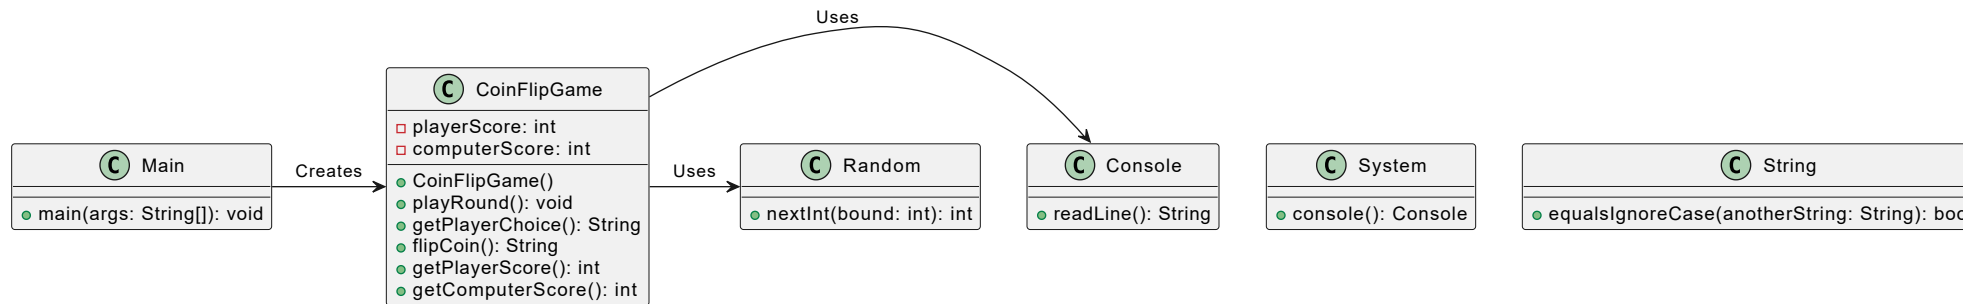 Uses
C CoinFlipGame
playerScore: int
computerScore: int
CoinFlipGame()
playRound(): void
getPlayerChoice(): String
flipCoin(): String
getPlayerScore(): int
getComputerScore(): int
C Main
main(args: String[]): void
Creates
Uses
C Random
nextInt(bound: int): int
C Console
readLine(): String
C System
console(): Console
C String
equalsIgnoreCase(anotherString: String):